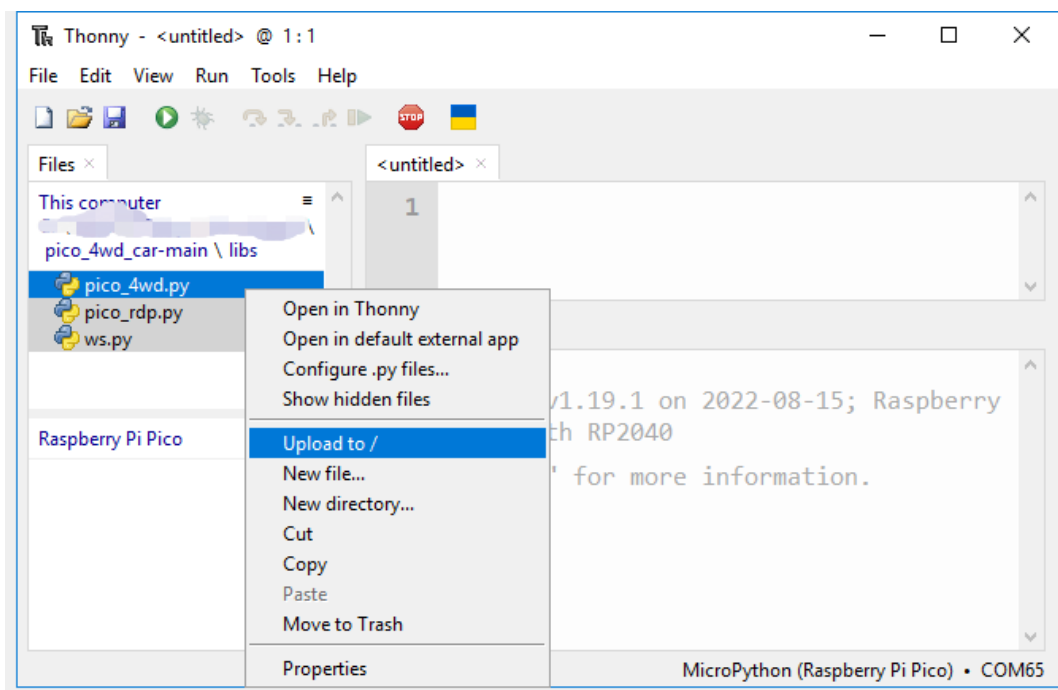 Thonny - <untitled> @ 1:1
File Edit View Run Tools Help
STOP
Files ×
<untitled> ×
This computer
≡
\
pico_4wd_car-main \ libs
1
pico_4wd.py
pico_rdp.py
ws.py
Raspberry Pi Pico
Open in Thonny
Open in default external app
Configure .py files...
Show hidden files
Upload to /
New file...
New directory...
Cut
Copy
Paste
Move to Trash
Properties
v1.19.1 on 2022-08-15; Raspberry
th RP2040
' for more information.
MicroPython (Raspberry Pi Pico) • COM65